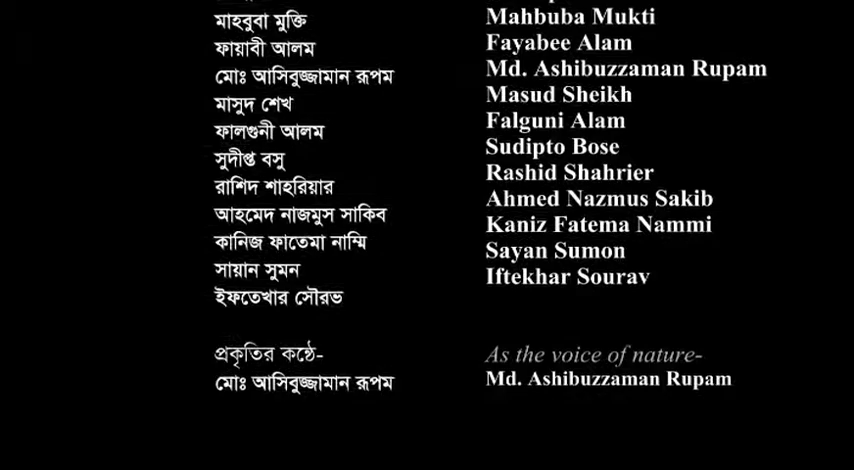 মাহবুবা মুক্তি
ফায়াবী আলম
মোঃ আসিবুজ্জামান রূপম
মাসুদ শেখ
ফালগুনী আলম
সুদীপ্ত বসু
রাশিদ শাহরিয়ার
আহমেদ নাজমুস সাকিব
কানিজ ফাতেমা নাম্মি
সায়ান সুমন
ইফতেখার সৌরভ
প্রকৃতির কন্ঠে-
মোঃ আসিবুজ্জামান রূপম
Mahbuba Mukti
Fayabee Alam
Md. Ashibuzzaman Rupam
Masud Sheikh
Falguni Alam
Sudipto Bose
Rashid Shahrier
Ahmed Nazmus Sakib
Kaniz Fatema Nammi
Sayan Sumon
Iftekhar Sourav
As the voice of nature-
Md. Ashibuzzaman Rupam